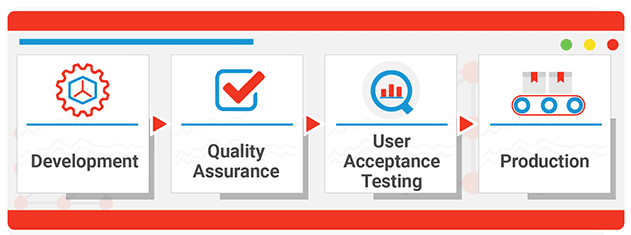 Development
Quality
Assurance
User
Acceptance
Testing
Production